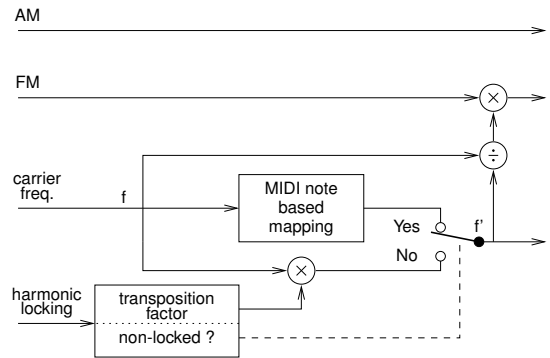 AM
FM
×
÷
carrier
freq.
f
MIDI note
based
mapping
Yes
f'
No
×
harmonic
locking
transposition
factor
non-locked ?